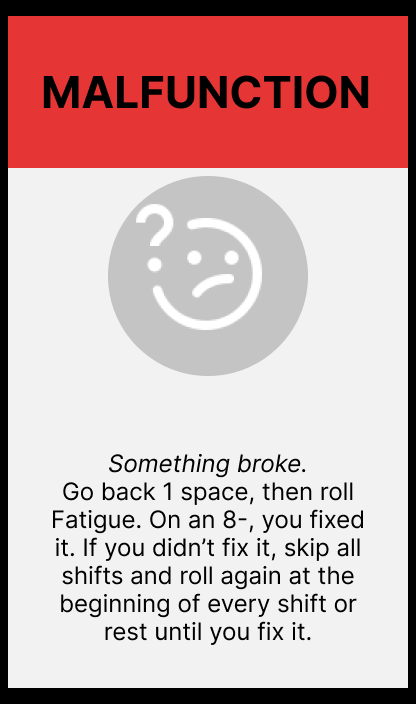 MALFUNCTION
Something broke.
Go back 1 space, then roll
Fatigue. On an 8-, you fixed
it. If you didn’t fix it, skip all
shifts and roll again at the
beginning of every shift or
rest until you fix it.